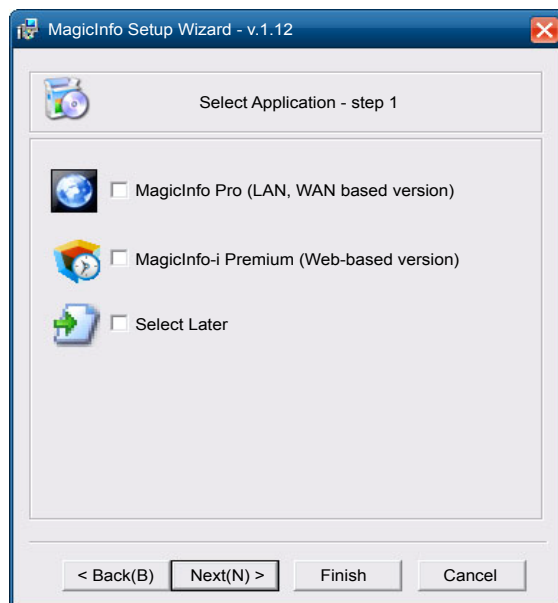 MagicInfo Setup Wizard - v.1.12
Select Application - step 1
MagicInfo Pro (LAN, WAN based version)
MagicInfo-i Premium (Web-based version)
Select Later
< Back(B) Next(N) > Finish Cancel